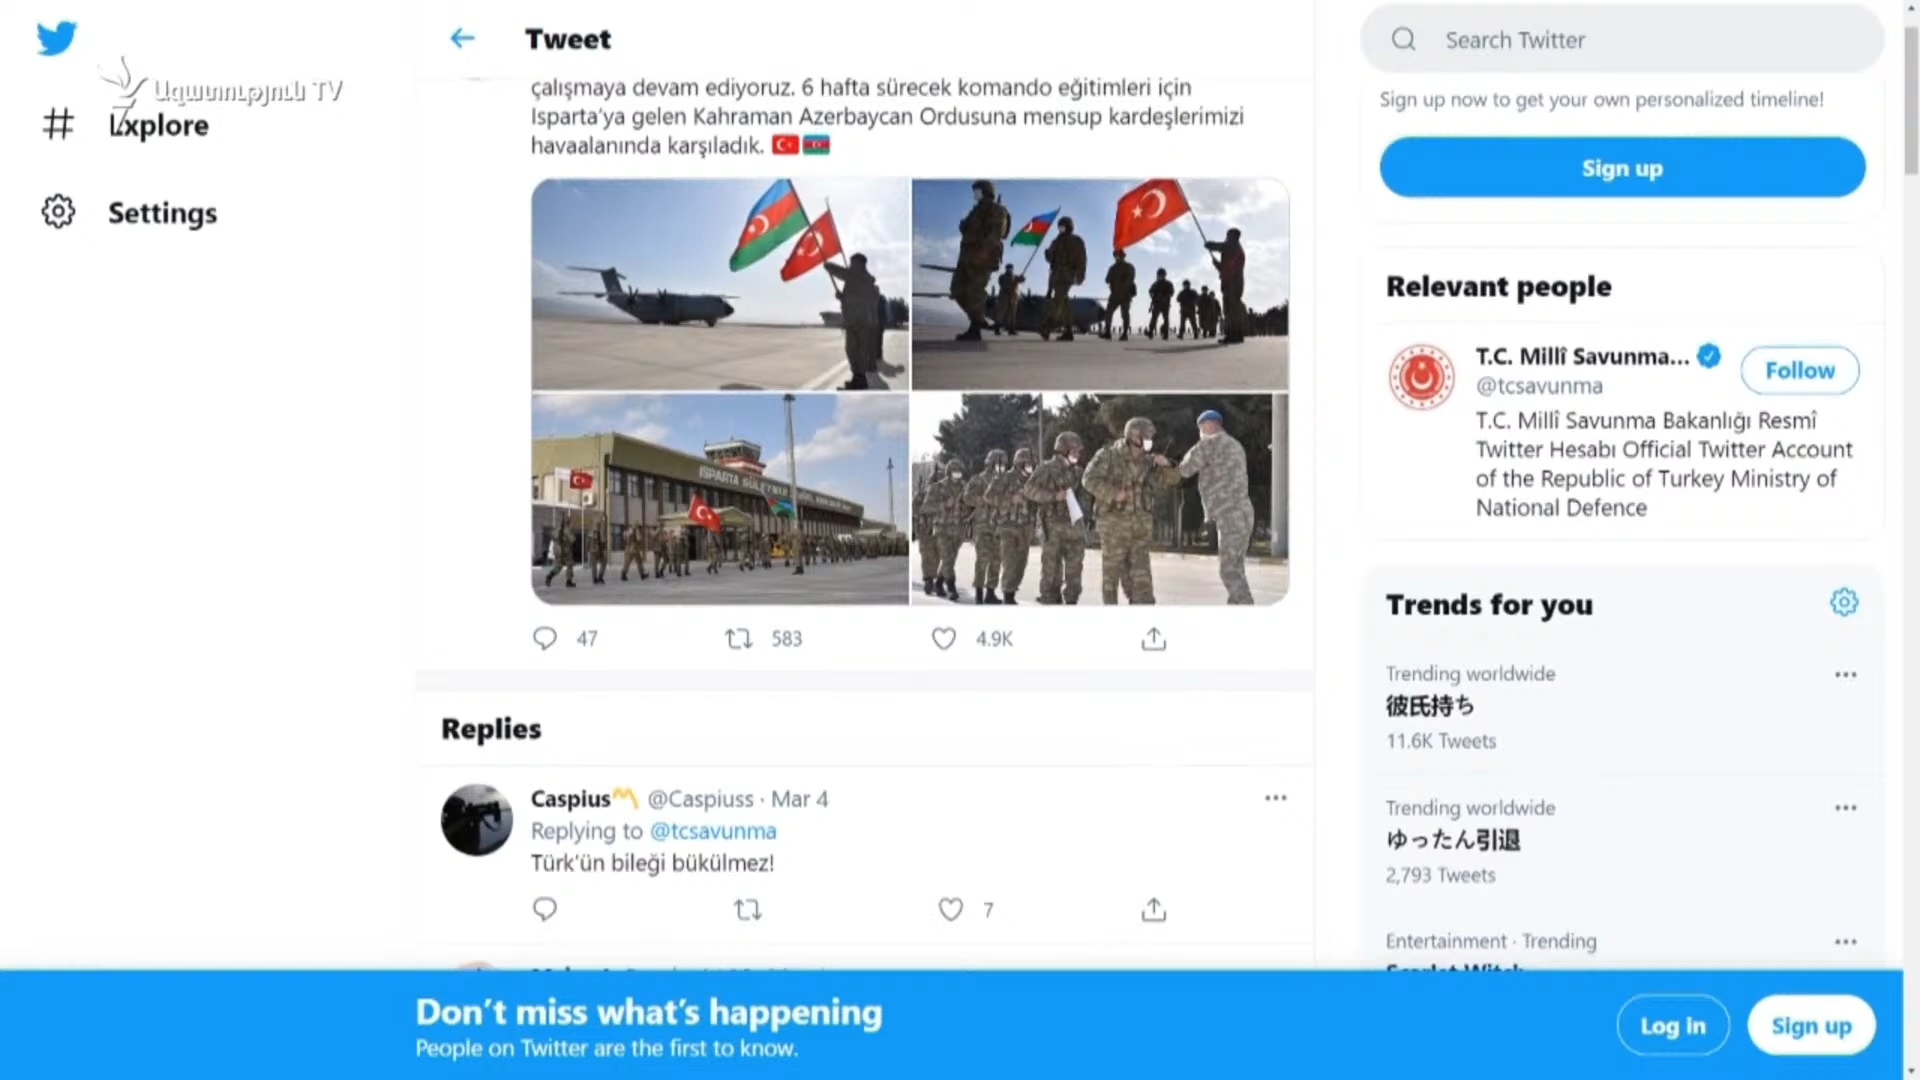 Ազատություն TV
Explore
Settings
Tweet
çalışmaya devam ediyoruz. 6 hafta sürecek komando eğitimleri için
Isparta'ya gelen Kahraman Azerbaycan Ordusuna mensup kardeşlerimizi
havaalanında karşıladık.
ISPARTA SÜLEYMAN
47
583
4.9K
Replies
Caspius @Caspiuss · Mar 4
Replying to @tcsavunma
Türk'ün bileği bükülmez!
7
Search Twitter
Sign up now to get your own personalized timeline!
Sign up
Relevant people
T.C. Millî Savunma...
Follow
@tcsavunma
T.C. Millî Savunma Bakanlığı Resmî
Twitter Hesabı Official Twitter Account
of the Republic of Turkey Ministry of
National Defence
Trends for you
Trending worldwide
彼氏持ち
11.6K Tweets
Trending worldwide
ゆったん引退
2,793 Tweets
Entertainment · Trending
Scarlet Witch
Don't miss what's happening
People on Twitter are the first to know.
Log in
Sign up